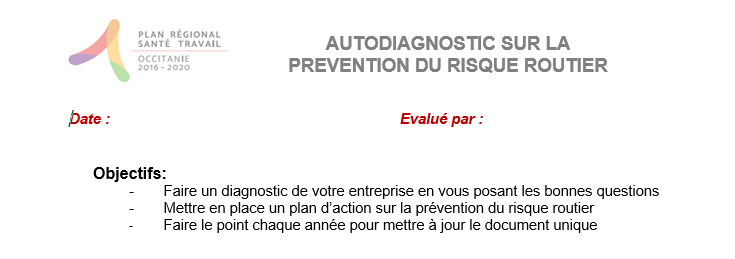 PLAN RÉGIONAL
SANTÉ TRAVAIL
OCCITANIE
2016 - 2020
AUTODIAGNOSTIC SUR LA
PREVENTION DU RISQUE ROUTIER
Date : Evalué par :
Objectifs:
- Faire un diagnostic de votre entreprise en vous posant les bonnes questions
- Mettre en place un plan d’action sur la prévention du risque routier
- Faire le point chaque année pour mettre à jour le document unique